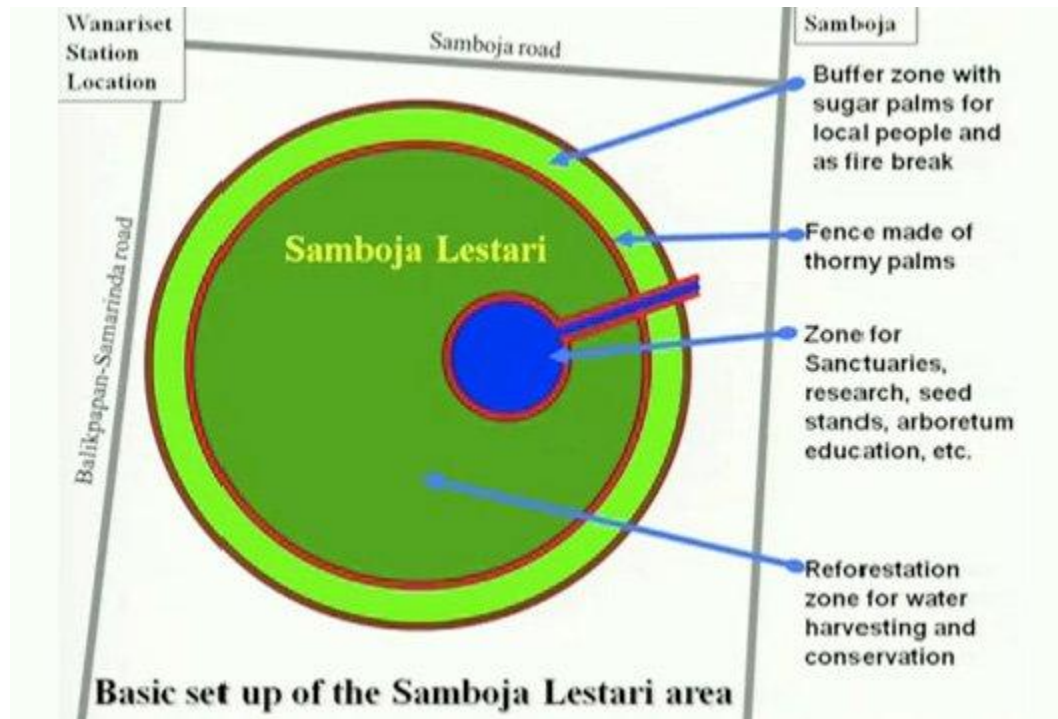 Wanariset
Station
Location
Samboja road
Samboja
Buffer zone with
sugar palms for
local people and
as fire break
Samboja Lestari
Fence made of
thorny palms
Balikpapan-Samarinda road
Zone for
Sanctuaries,
research, seed
stands, arboretum
education, etc.
Reforestation
zone for water
harvesting and
conservation
Basic set up of the Samboja Lestari area